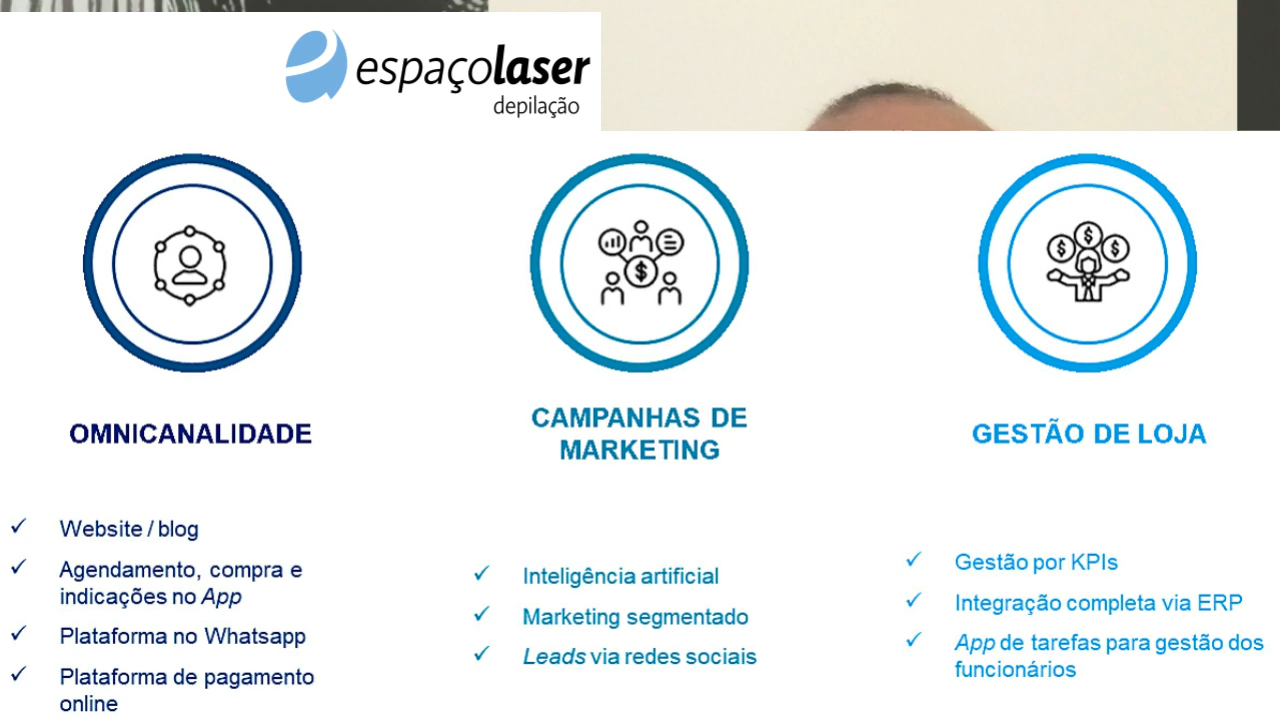 espaçolaser
depilação
OMNICANALIDADE
✓ Website / blog
✓ Agendamento, compra e
indicações no App
✓ Plataforma no Whatsapp
✓ Plataforma de pagamento
online
CAMPANHAS DE
MARKETING
✓ Inteligência artificial
✓ Marketing segmentado
✓ Leads via redes sociais
GESTÃO DE LOJA
✓ Gestão por KPIs
✓ Integração completa via ERP
✓ App de tarefas para gestão dos
funcionários